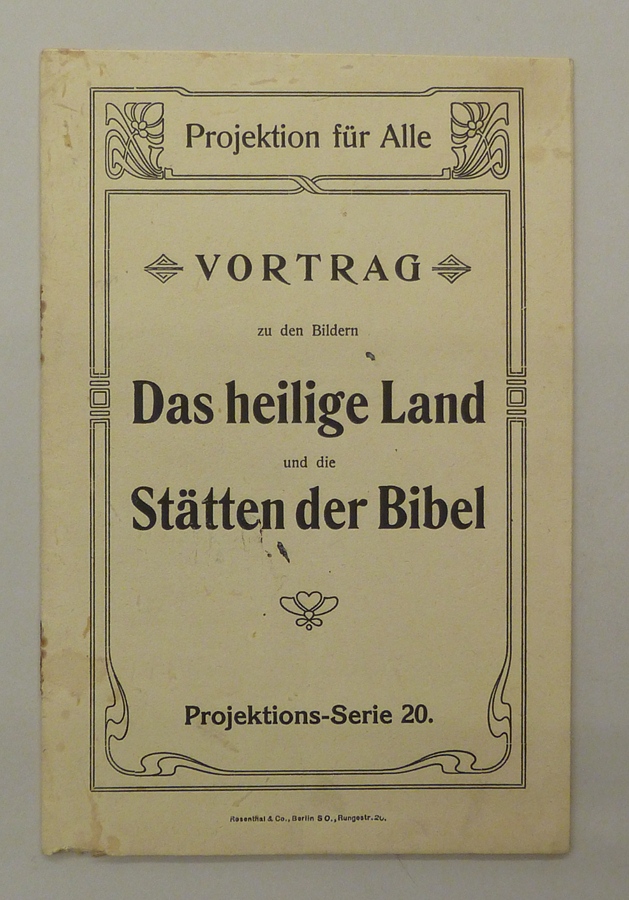 Projektion für Alle
VORTRAG
zu den Bildern
Das heilige Land
und die
Stätten der Bibel
Projektions-Serie 20.
Rosenthal & Co., Berlin SO., Rungestr. 20.